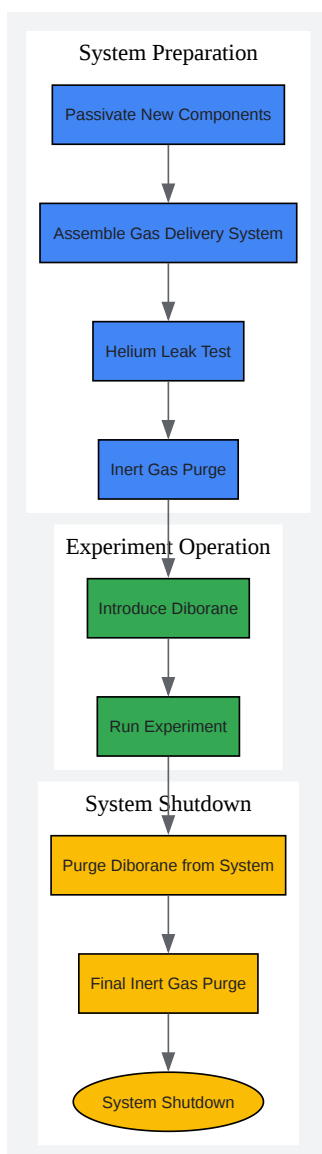 System Preparation
Passivate New Components
Assemble Gas Delivery System
Helium Leak Test
Inert Gas Purge
Experiment Operation
Introduce Diborane
Run Experiment
System Shutdown
Purge Diborane from System
Final Inert Gas Purge
System Shutdown